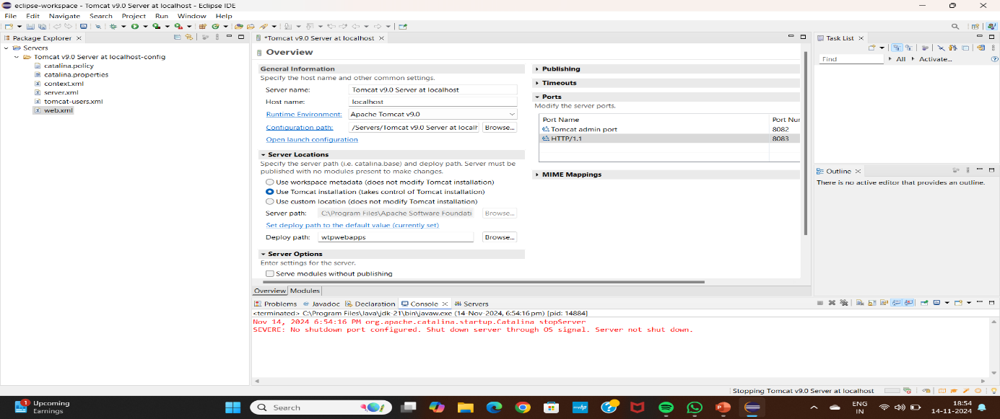 eclipse-workspace - Tomcat v9.0 Server at localhost - Eclipse IDE
File Edit Navigate Search Project Run Window Help
Package Explorer
Servers
Tomcat v9.0 Server at localhost-config
catalina.policy
catalina.properties
context.xml
server.xml
tomcat-users.xml
web.xml
*Tomcat v9.0 Server at localhost
Overview
General Information
Specify the host name and other common settings.
Server name: Tomcat v9.0 Server at localhost
Host name: localhost
Runtime Environment: Apache Tomcat v9.0
Configuration path: /Servers/Tomcat v9.0 Server at localh Browse...
Open launch configuration
Server Locations
Specify the server path (i.e. catalina.base) and deploy path. Server must be
published with no modules present to make changes.
Use workspace metadata (does not modify Tomcat installation)
Use Tomcat installation (takes control of Tomcat installation)
Use custom location (does not modify Tomcat installation)
Server path: C:\Program Files\Apache Software Foundati Browse...
Set deploy path to the default value (currently set)
Deploy path: wtpwebapps Browse...
Server Options
Enter settings for the server.
Serve modules without publishing
Publishing
Timeouts
Ports
Modify the server ports.
Port Name Port Nur
Tomcat admin port 8082
HTTP/1.1 8083
MIME Mappings
Overview Modules
Task List
Find All Activate...
Outline
There is no active editor that provides an outline.
Problems Javadoc Declaration Console Servers
<terminated> C:\Program Files\Java\jdk-21\bin\javaw.exe (14-Nov-2024, 6:54:16 pm) [pid: 14884]
Nov 14, 2024 6:54:16 PM org.apache.catalina.startup.Catalina stopServer
SEVERE: No shutdown port configured. Shut down server through OS signal. Server not shut down.
Stopping Tomcat v9.0 Server at localhost
1
Upcoming
Earnings
Search
ENG
IN
18:54
14-11-2024